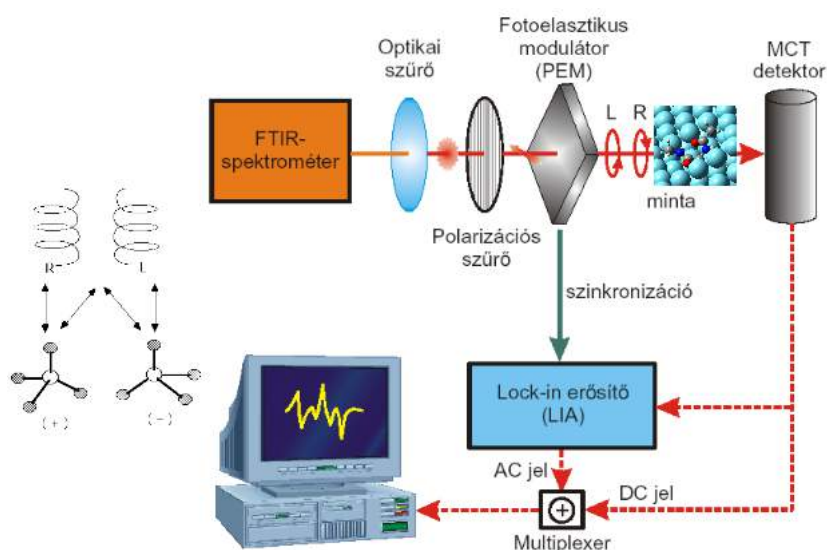 Optikai
szűrő
Fotoelasztikus
modulátor
(PEM)
MCT
detektor
FTIR-
spektrométer
L R
minta
Polarizációs
szűrő
szinkronizáció
R L
(+) (−)
Lock-in erősítő
(LIA)
AC jel
DC jel
Multiplexer